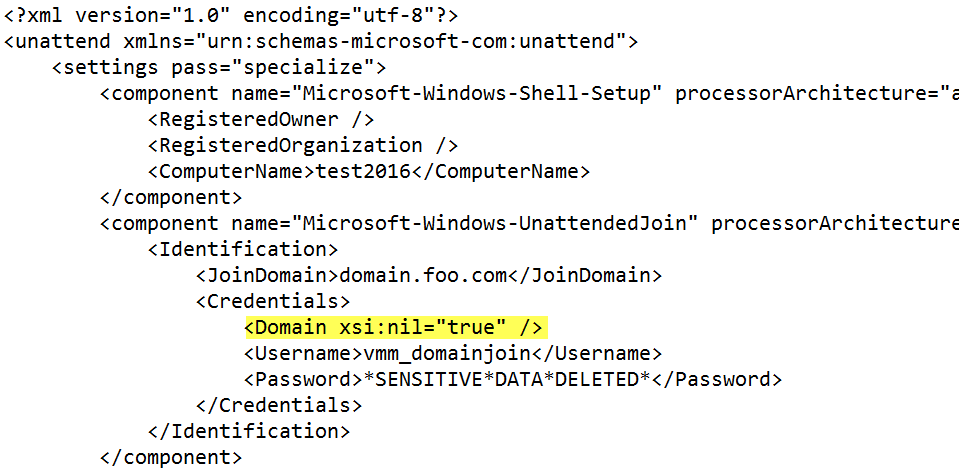 <?xml version="1.0" encoding="utf-8"?>
<unattend xmlns="urn:schemas-microsoft-com:unattend">
<settings pass="specialize">
<component name="Microsoft-Windows-Shell-Setup" processorArchitecture="a
<RegisteredOwner />
<RegisteredOrganization />
<ComputerName>test2016</ComputerName>
</component>
<component name="Microsoft-Windows-UnattendedJoin" processorArchitecture
<Identification>
<JoinDomain>domain.foo.com</JoinDomain>
<Credentials>
<Domain xsi:nil="true" />
<Username>vmm_domainjoin</Username>
<Password>*SENSITIVE*DATA*DELETED*</Password>
</Credentials>
</Identification>
</component>